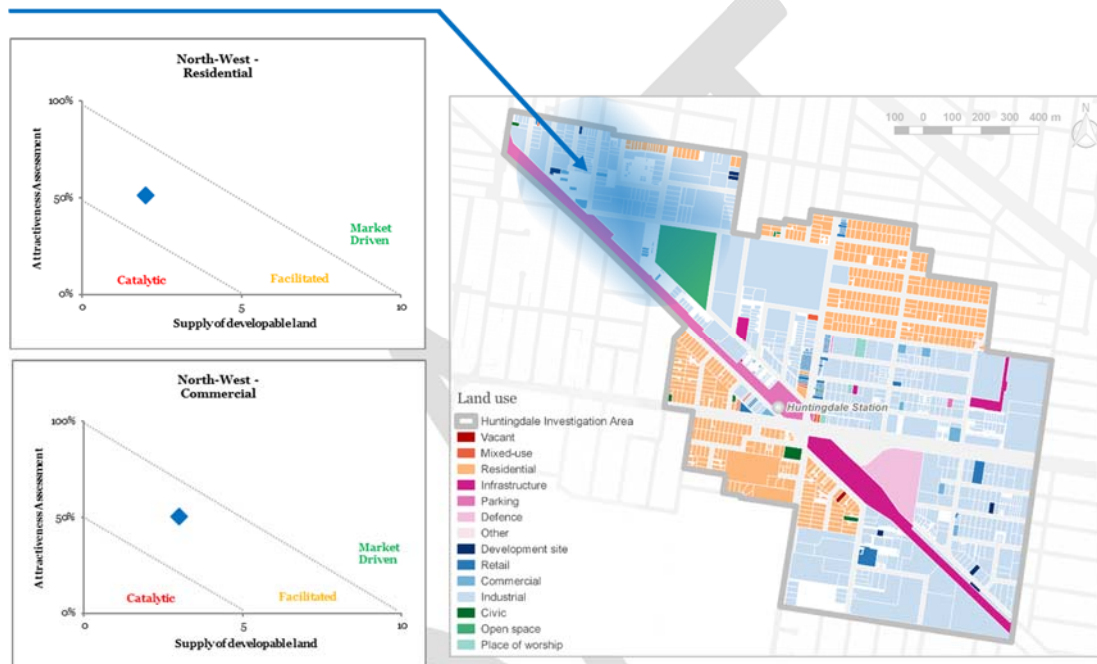 North-West -
Residential
100%
50%
0%
0
5
10
Attractiveness Assessment
Supply of developable land
Market
Driven
Catalytic
Facilitated
North-West -
Commercial
100%
50%
0%
0
5
10
Attractiveness Assessment
Supply of developable land
Market
Driven
Catalytic
Facilitated
100 0 100 200 300 400 m
N
Huntingdale Station
Land use
Huntingdale Investigation Area
Vacant
Mixed-use
Residential
Infrastructure
Parking
Defence
Other
Development site
Retail
Commercial
Industrial
Civic
Open space
Place of worship